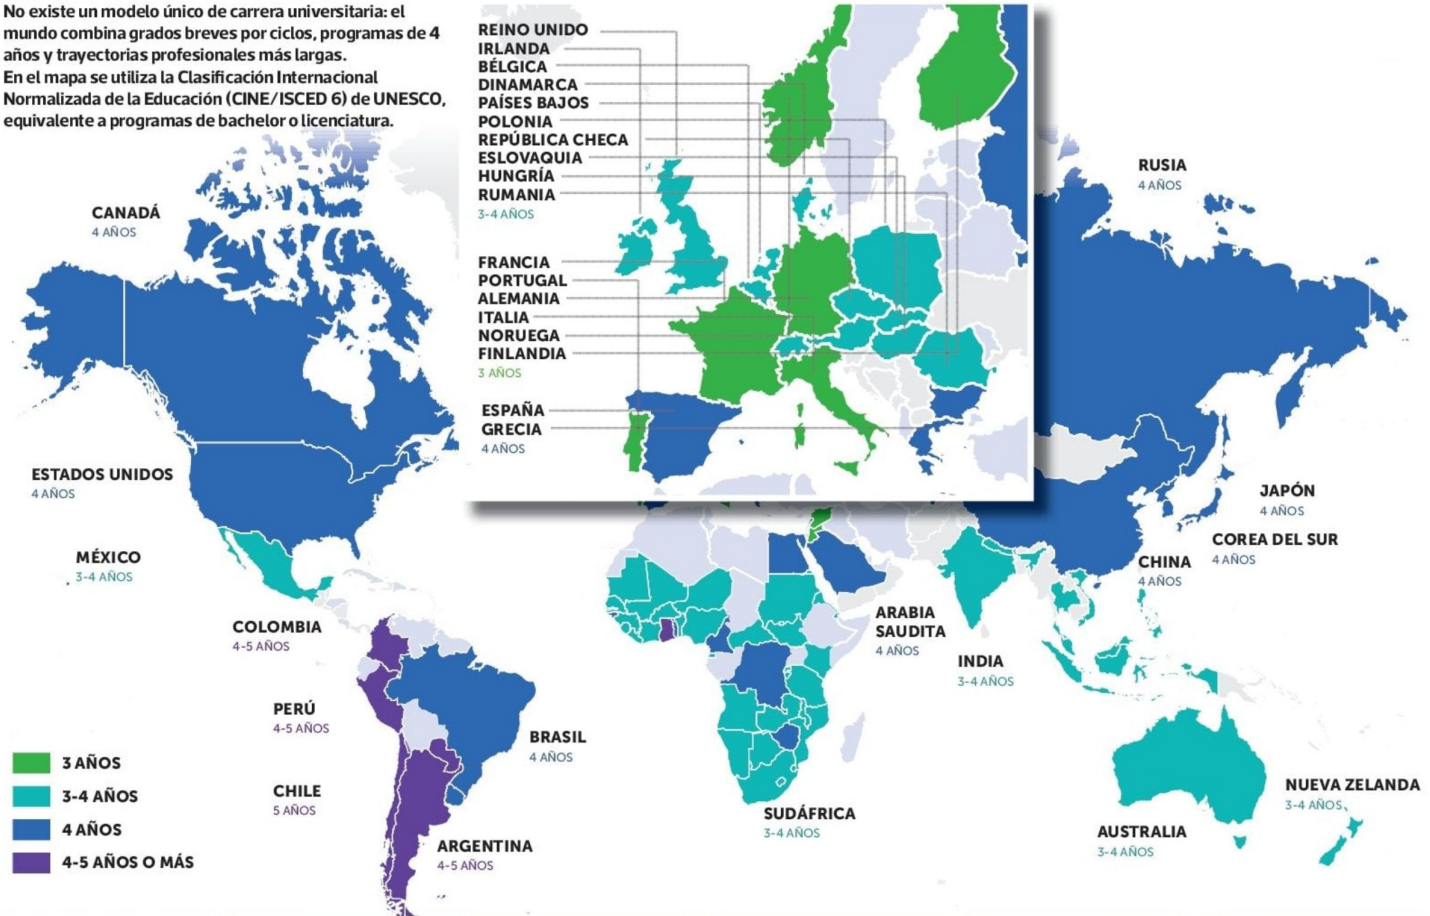 No existe un modelo único de carrera universitaria: el
mundo combina grados breves por ciclos, programas de 4
años y trayectorias profesionales más largas.
En el mapa se utiliza la Clasificación Internacional
Normalizada de la Educación (CINE/ISCED 6) de UNESCO,
equivalente a programas de bachelor o licenciatura.
REINO UNIDO
IRLANDA
BÉLGICA
DINAMARCA
PAÍSES BAJOS
POLONIA
REPÚBLICA CHECA
ESLOVAQUIA
HUNGRÍA
RUMANIA
3-4 AÑOS
FRANCIA
PORTUGAL
ALEMANIA
ITALIA
NORUEGA
FINLANDIA
3 AÑOS
ESPAÑA
GRECIA
4 AÑOS
RUSIA
4 AÑOS
CANADÁ
4 AÑOS
ESTADOS UNIDOS
4 AÑOS
MÉXICO
3-4 AÑOS
COLOMBIA
4-5 AÑOS
PERÚ
4-5 AÑOS
CHILE
5 AÑOS
BRASIL
4 AÑOS
ARGENTINA
4-5 AÑOS
JAPÓN
4 AÑOS
COREA DEL SUR
4 AÑOS
CHINA
4 AÑOS
ARABIA
SAUDITA
4 AÑOS
INDIA
3-4 AÑOS
SUDÁFRICA
3-4 AÑOS
NUEVA ZELANDA
3-4 AÑOS
AUSTRALIA
3-4 AÑOS
3 AÑOS
3-4 AÑOS
4 AÑOS
4-5 AÑOS O MÁS